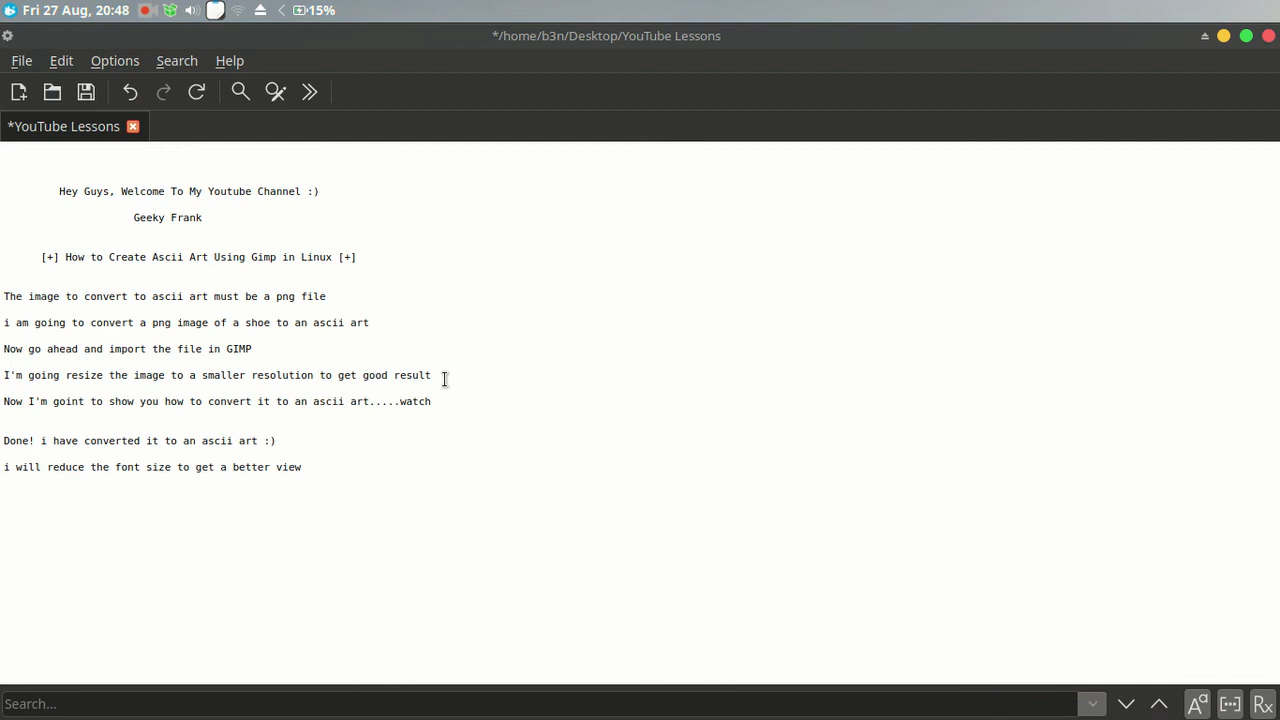 Fri 27 Aug, 20:48
15%
*/home/b3n/Desktop/YouTube Lessons
File Edit Options Search Help
*YouTube Lessons
Hey Guys, Welcome To My Youtube Channel :)
Geeky Frank
[+] How to Create Ascii Art Using Gimp in Linux [+]
The image to convert to ascii art must be a png file
i am going to convert a png image of a shoe to an ascii art
Now go ahead and import the file in GIMP
I'm going resize the image to a smaller resolution to get good result
Now I'm goint to show you how to convert it to an ascii art.....watch
Done! i have converted it to an ascii art :)
i will reduce the font size to get a better view
Search...